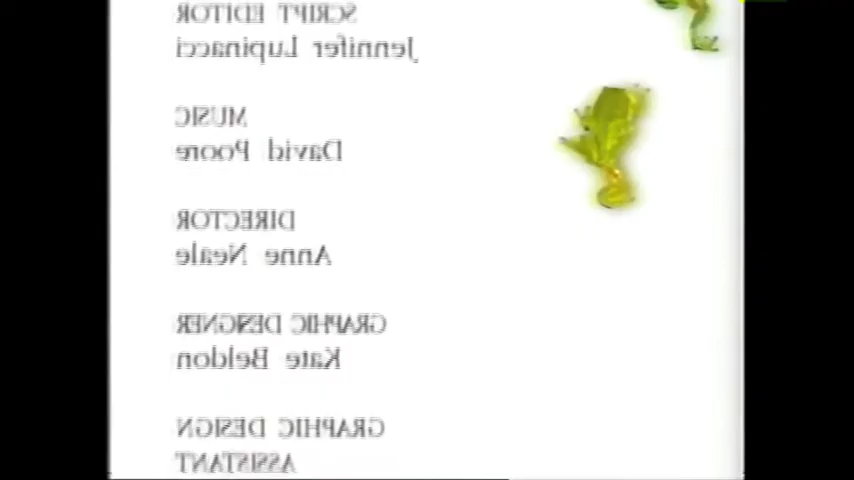 SCRIPT EDITOR
Jennifer Lupinacci
MUSIC
David Poore
DIRECTOR
Anne Neale
GRAPHIC DESIGNER
Kate Beldon
GRAPHIC DESIGN
ASSISTANT